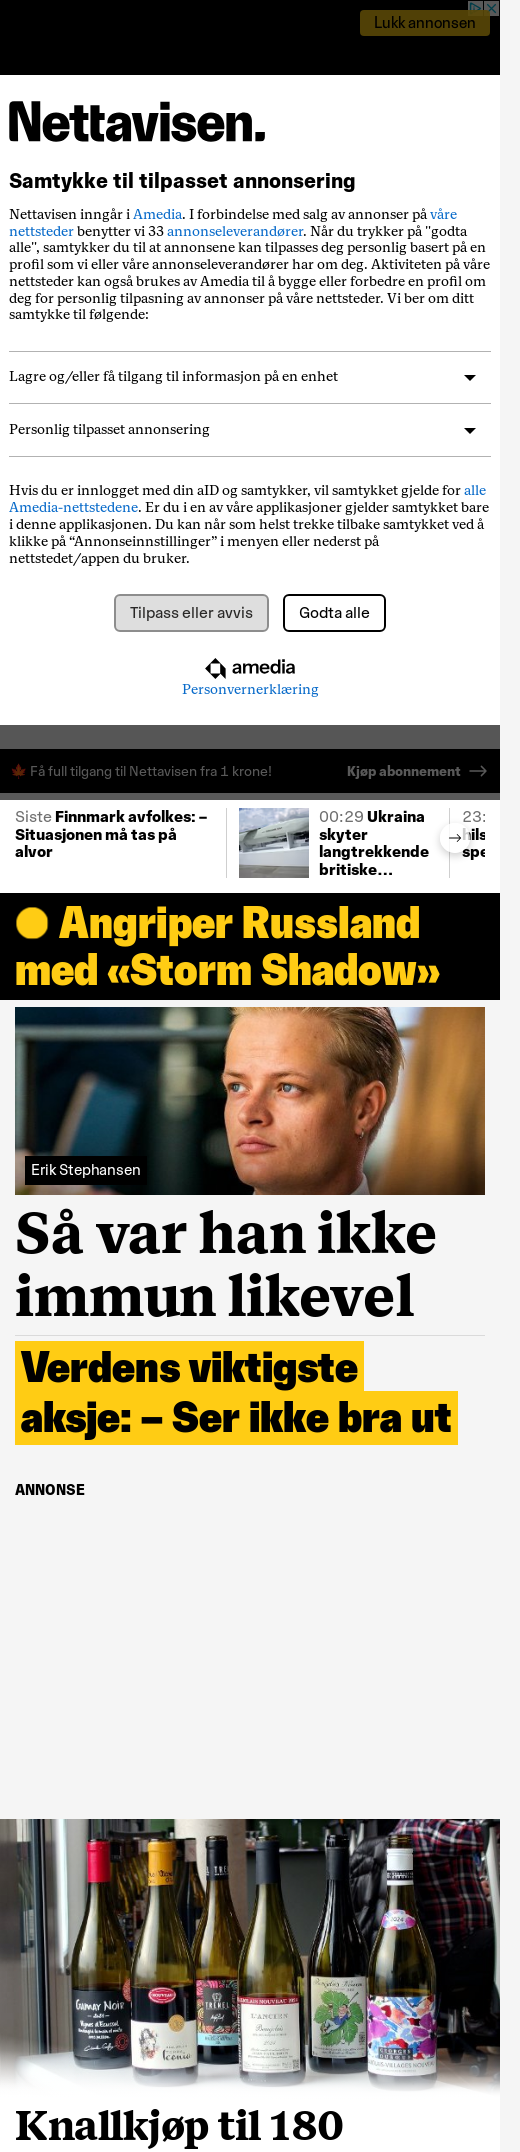 Lukk annonsen
Nettavisen.
Samtykke til tilpasset annonsering
Nettavisen inngår i Amedia. I forbindelse med salg av annonser på våre
nettsteder benytter vi 33 annonseleverandører. Når du trykker på "godta
alle", samtykker du til at annonsene kan tilpasses deg personlig basert på en
profil som vi eller våre annonseleverandører har om deg. Aktiviteten på våre
nettsteder kan også brukes av Amedia til å bygge eller forbedre en profil om
deg for personlig tilpasning av annonser på våre nettsteder. Vi ber om ditt
samtykke til følgende:
Lagre og/eller få tilgang til informasjon på en enhet
Personlig tilpasset annonsering
Hvis du er innlogget med din aID og samtykker, vil samtykket gjelde for alle
Amedia-nettstedene. Er du i en av våre applikasjoner gjelder samtykket bare
i denne applikasjonen. Du kan når som helst trekke tilbake samtykket ved å
klikke på “Annonseinnstillinger” i menyen eller nederst på
nettstedet/appen du bruker.
Tilpass eller avvis
Godta alle
amedia
Personvernerklæring
Få full tilgang til Nettavisen fra 1 krone!
Kjøp abonnement
Siste Finnmark avfolkes: –
Situasjonen må tas på
alvor
00:29 Ukraina
skyter
langtrekkende
britiske...
23:
hils
spe
Angriper Russland
med «Storm Shadow»
Erik Stephansen
Så var han ikke
immun likevel
Verdens viktigste
aksje: – Ser ikke bra ut
ANNONSE
Gamay Noir
Iconic
TRENEL
L'ANCIEN
Beaujolais
GEORGES
DUBOEUF
Knallkjøp til 180